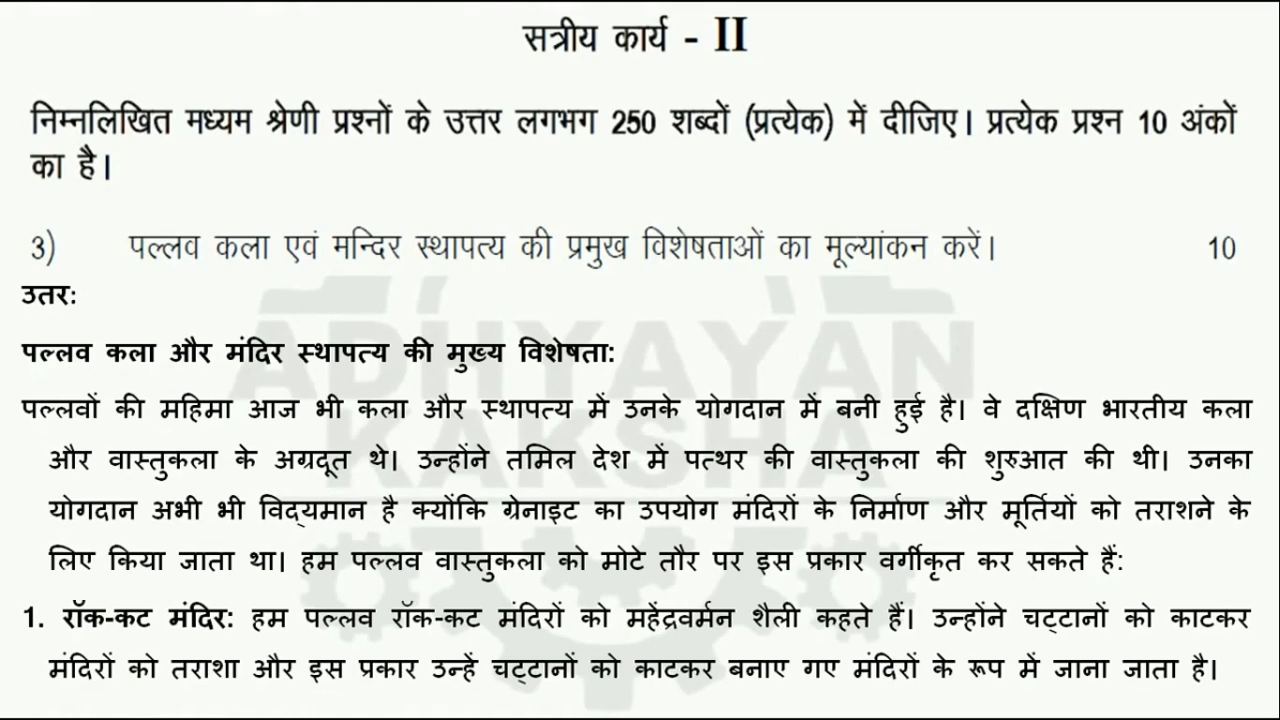 सत्रीय कार्य - II
निम्नलिखित मध्यम श्रेणी प्रश्नों के उत्तर लगभग 250 शब्दों (प्रत्येक) में दीजिए। प्रत्येक प्रश्न 10 अंकों
का है।
3) पल्लव कला एवं मन्दिर स्थापत्य की प्रमुख विशेषताओं का मूल्यांकन करें। 10
उतर:
पल्लव कला और मंदिर स्थापत्य की मुख्य विशेषता:
पल्लवों की महिमा आज भी कला और स्थापत्य में उनके योगदान में बनी हुई है। वे दक्षिण भारतीय कला
और वास्तुकला के अग्रदूत थे। उन्होंने तमिल देश में पत्थर की वास्तुकला की शुरुआत की थी। उनका
योगदान अभी भी विद्यमान है क्योंकि ग्रेनाइट का उपयोग मंदिरों के निर्माण और मूर्तियों को तराशने के
लिए किया जाता था। हम पल्लव वास्तुकला को मोटे तौर पर इस प्रकार वर्गीकृत कर सकते हैं:
1. रॉक-कट मंदिर: हम पल्लव रॉक-कट मंदिरों को महेंद्रवर्मन शैली कहते हैं। उन्होंने चट्टानों को काटकर
मंदिरों को तराशा और इस प्रकार उन्हें चट्टानों को काटकर बनाए गए मंदिरों के रूप में जाना जाता है।
ADHYAYAN
KAKSHA